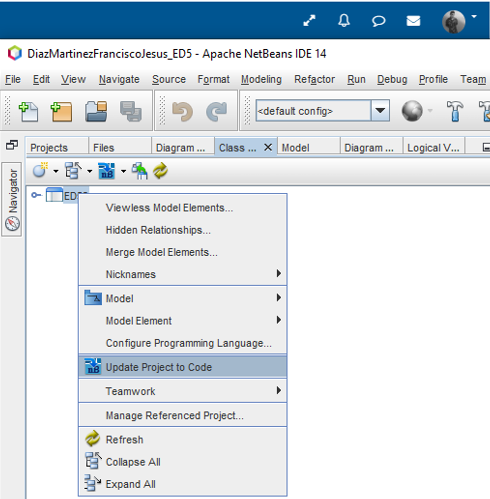 DiazMartinezFranciscoJesus_ED5 - Apache NetBeans IDE 14
File Edit View Navigate Source Format Modeling Refactor Run Debug Profile Team
<default config>
Projects Files Diagram ... Class ... Model Diagram ... Logical V...
Navigator
Viewless Model Elements...
Hidden Relationships...
Merge Model Elements...
Nicknames
Model
Model Element
Configure Programming Language...
Update Project to Code
Teamwork
Manage Referenced Project...
Refresh
Collapse All
Expand All